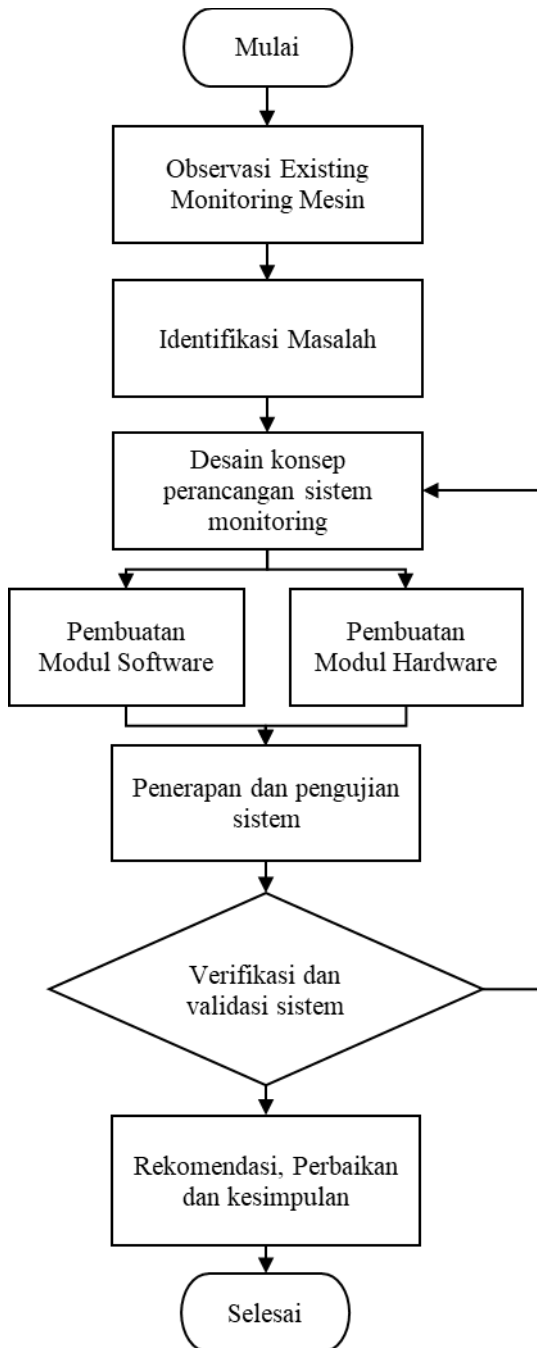 Mulai
Observasi Existing
Monitoring Mesin
Identifikasi Masalah
Desain konsep
perancangan sistem
monitoring
Pembuatan
Modul Software
Pembuatan
Modul Hardware
Penerapan dan pengujian
sistem
Verifikasi dan
validasi sistem
Rekomendasi, Perbaikan
dan kesimpulan
Selesai